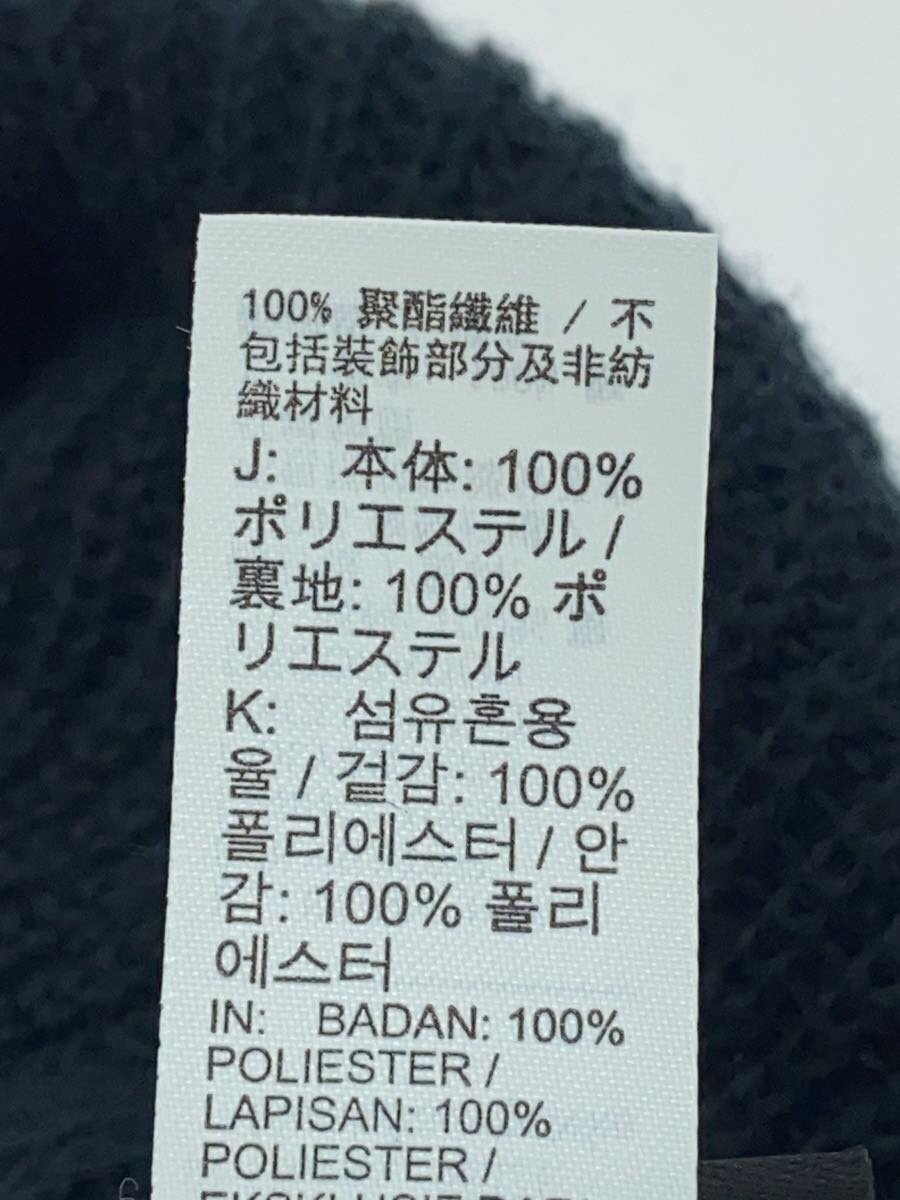 100% 聚酯纖維 / 不
包括裝飾部分及非紡
織材料
J: 本体: 100%
ポリエステル /
裏地: 100% ポ
リエステル
K: 섬유혼용
율 / 겉감: 100%
폴리에스터 / 안
감: 100% 폴리
에스터
IN: BADAN: 100%
POLIESTER /
LAPISAN: 100%
POLIESTER /